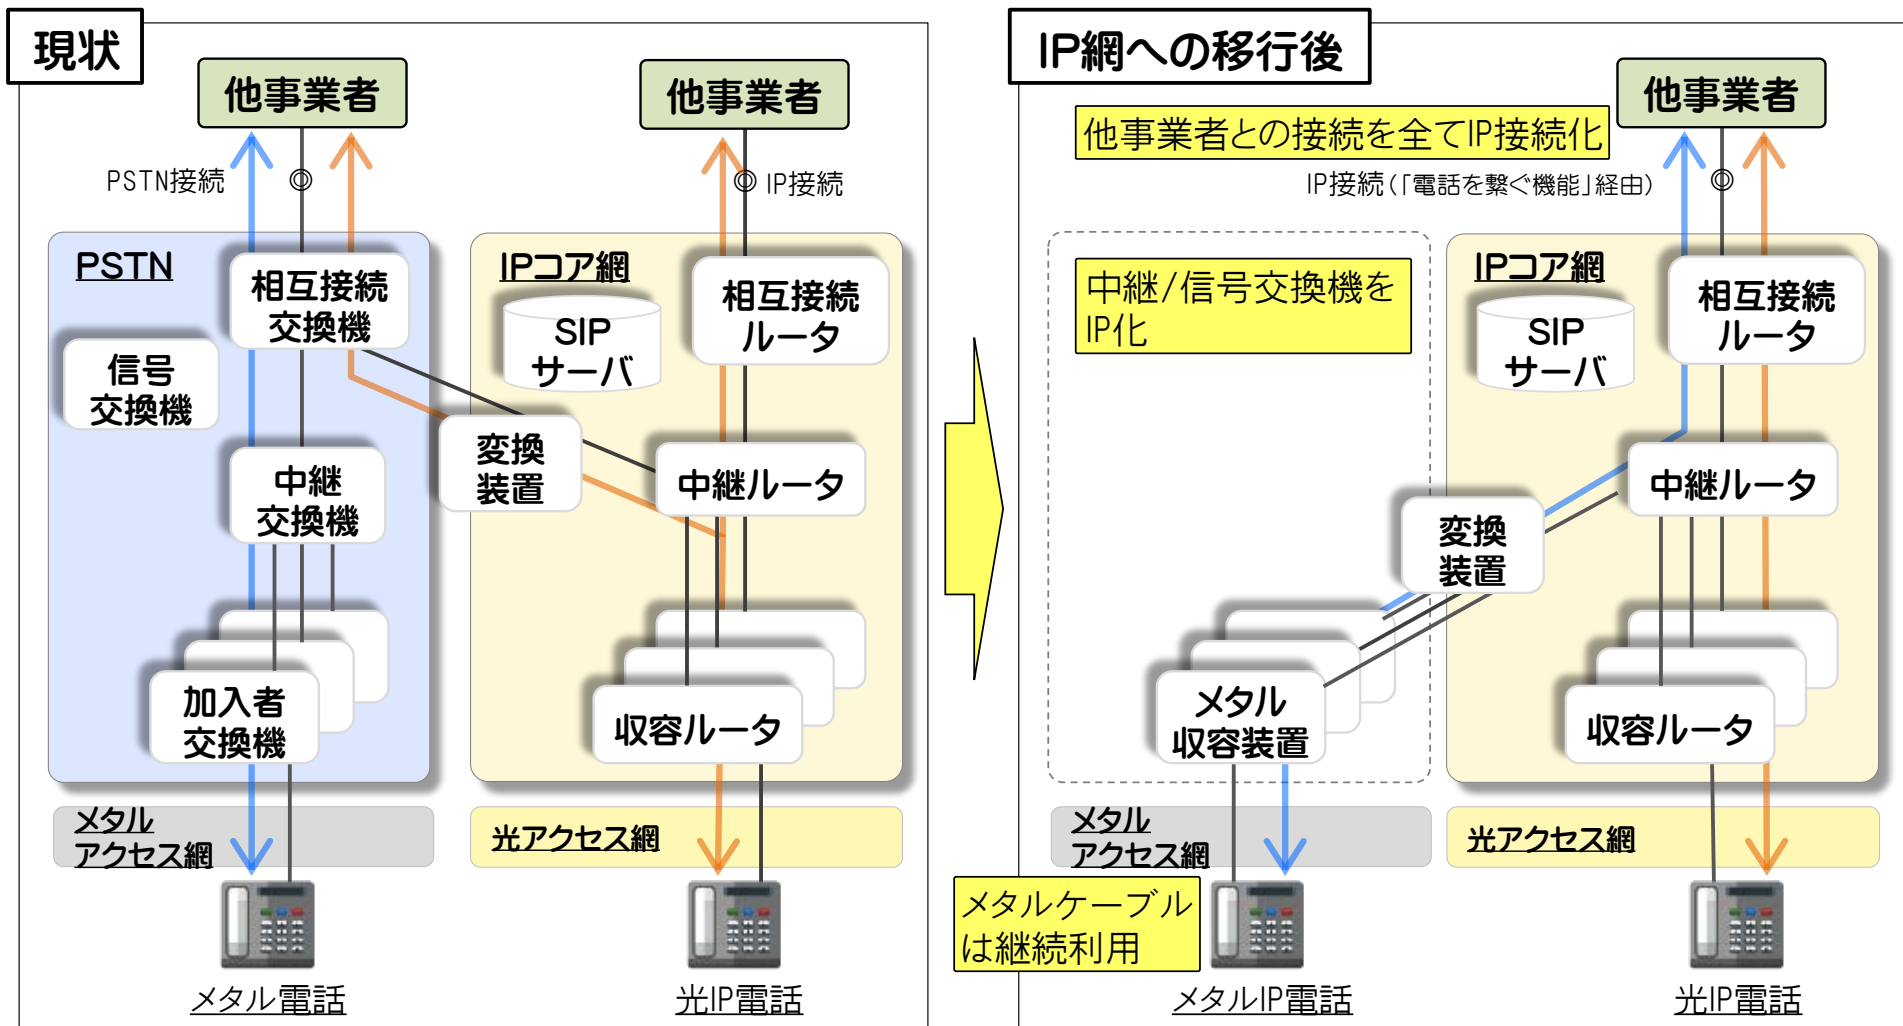 現状
他事業者
他事業者
PSTN接続
IP接続
PSTN
相互接続
交換機
信号
交換機
中継
交換機
加入者
交換機
変換
装置
IPコア網
SIP
サーバ
相互接続
ルータ
中継ルータ
収容ルータ
メタル
アクセス網
光アクセス網
メタル電話
光IP電話
IP網への移行後
他事業者
他事業者との接続を全てIP接続化
IP接続(「電話を繋ぐ機能」経由)
中継/信号交換機を
IP化
IPコア網
SIP
サーバ
相互接続
ルータ
中継ルータ
変換
装置
メタル
収容装置
収容ルータ
メタル
アクセス網
光アクセス網
メタルケーブル
は継続利用
メタルIP電話
光IP電話